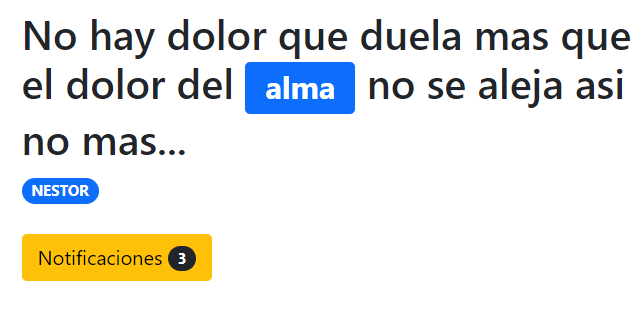 No hay dolor que duela mas que
el dolor del alma no se aleja asi
no mas...
NESTOR
Notificaciones 3